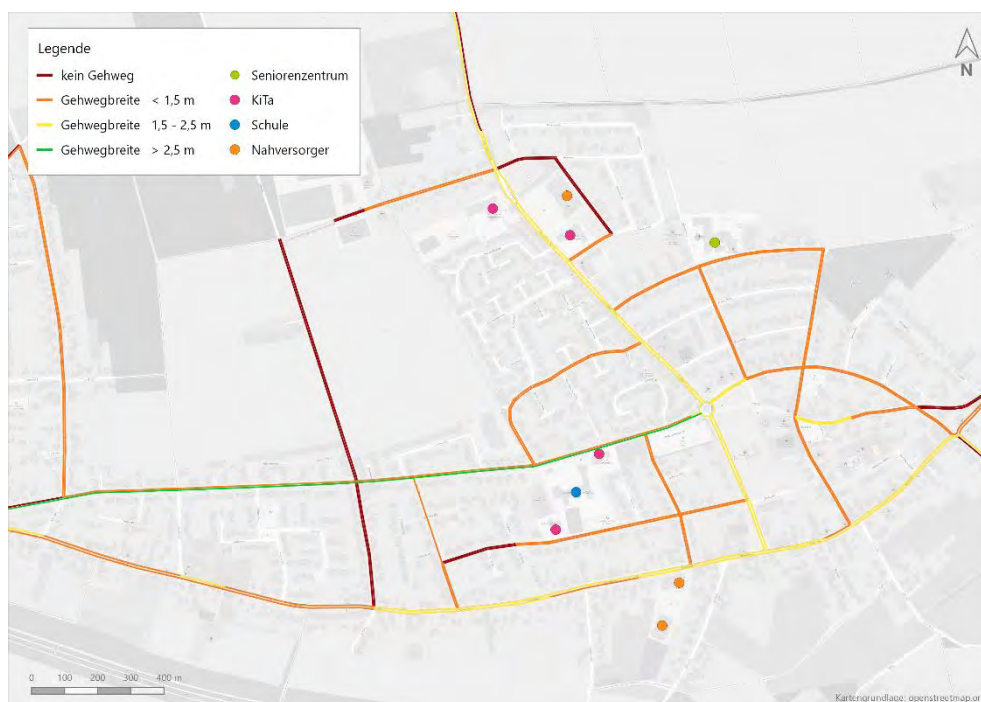 Legende
kein Gehweg
Gehwegbreite < 1,5 m
Gehwegbreite 1,5 - 2,5 m
Gehwegbreite > 2,5 m
Seniorenzentrum
KiTa
Schule
Nahversorger
N
0 100 200 300 400 m
Kartengrundlage: openstreetmap.or